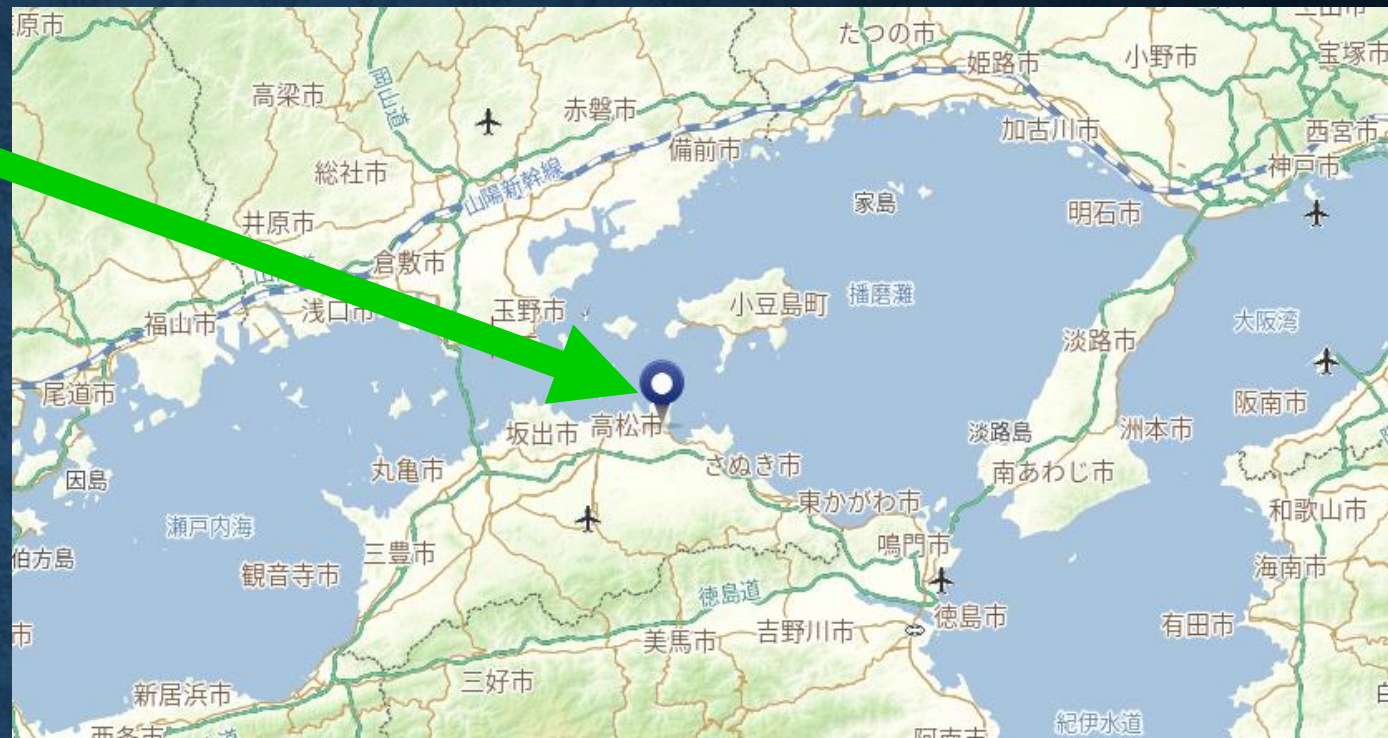 原市
たつの市
姫路市
小野市
宝塚市
高梁市
岡山道
赤磐市
加古川市
西宮市
備前市
神戸市
総社市
山陽新幹線
家島
明石市
井原市
倉敷市
玉野市
浅口市
福山市
小豆島町
播磨灘
大阪湾
淡路市
尾道市
阪南市
高松市
坂出市
淡路島
洲本市
丸亀市
さぬき市
南あわじ市
因島
東かがわ市
和歌山市
瀬戸内海
鳴門市
伯方島
三豊市
観音寺市
海南市
徳島道
徳島市
市
美馬市
吉野川市
有田市
三好市
新居浜市
紀伊水道